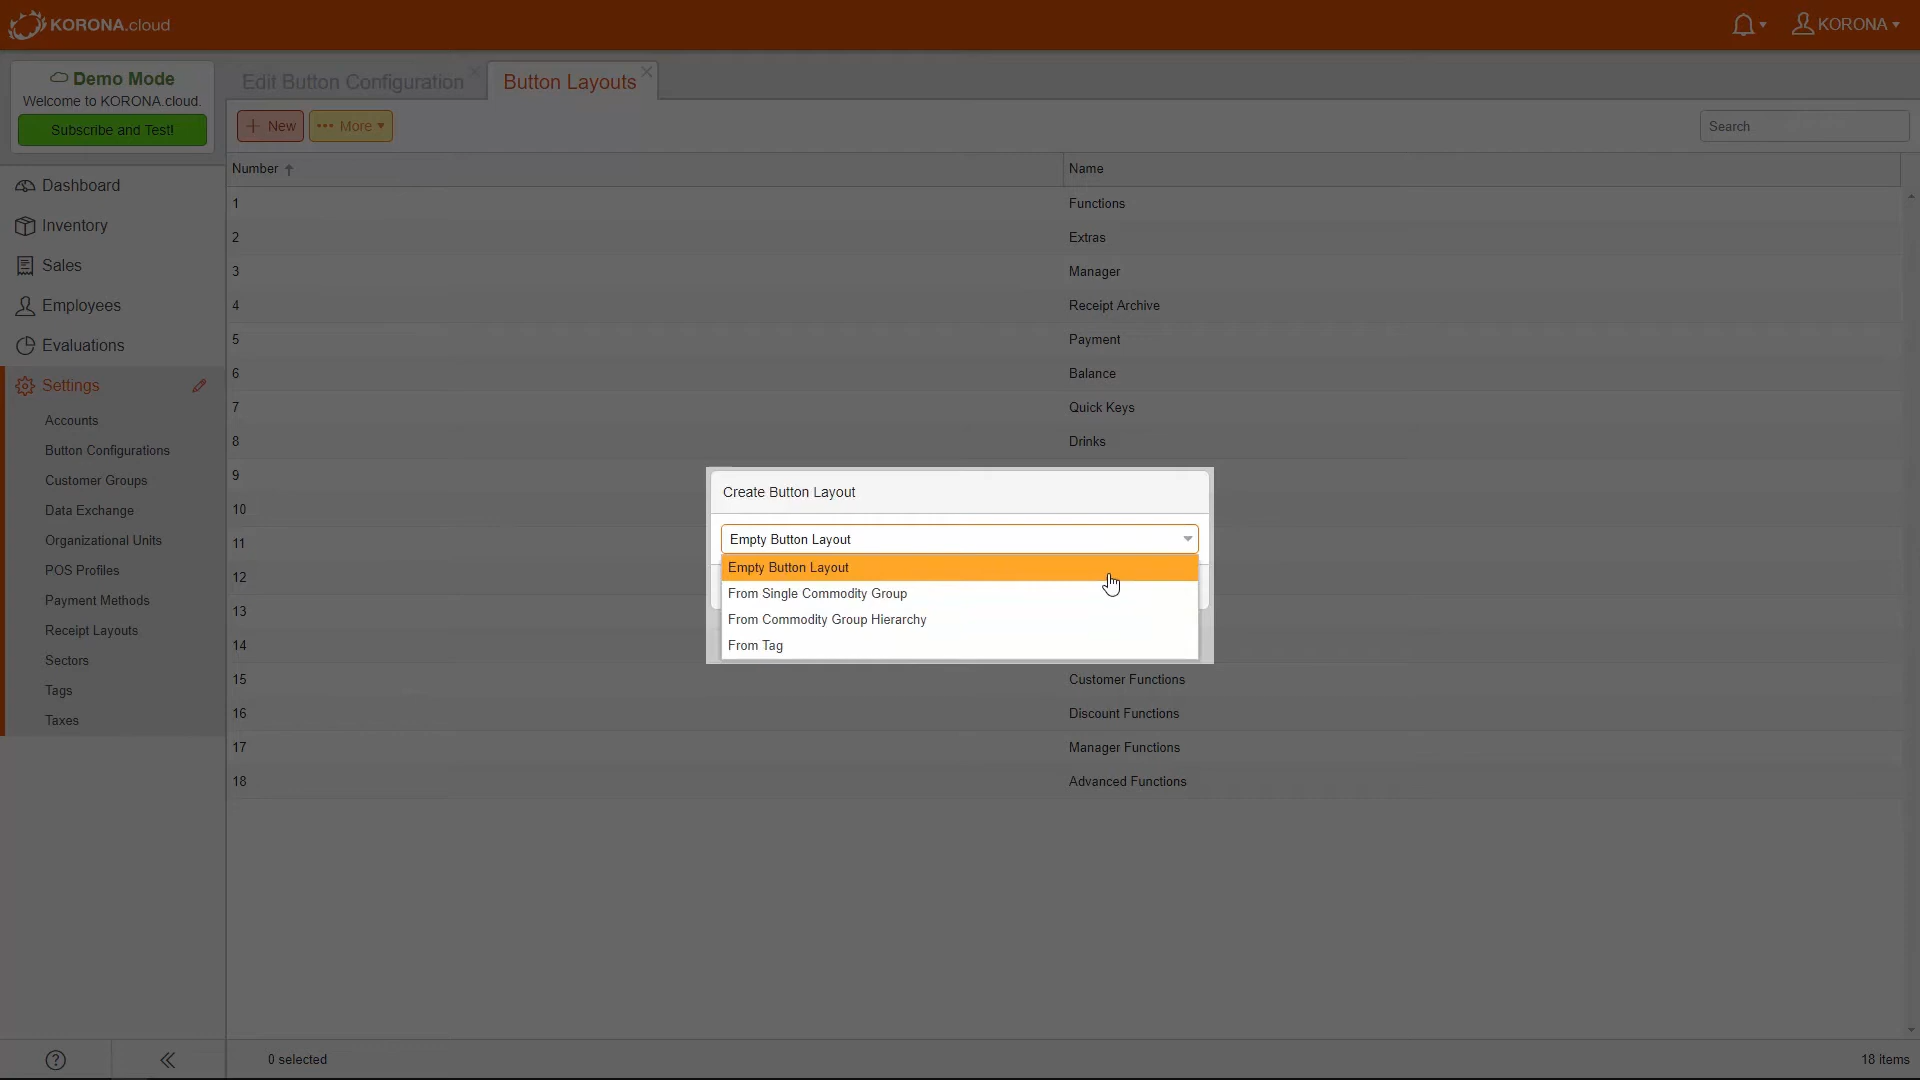 KORONA.cloud
KORONA
Demo Mode
Welcome to KORONA.cloud.
Subscribe and Test!
Edit Button Configuration
Button Layouts
New
More
Search
Dashboard
Inventory
Sales
Employees
Evaluations
Settings
Accounts
Button Configurations
Customer Groups
Data Exchange
Organizational Units
POS Profiles
Payment Methods
Receipt Layouts
Sectors
Tags
Taxes
Number Name
1 Functions
2 Extras
3 Manager
4 Receipt Archive
5 Payment
6 Balance
7 Quick Keys
8 Drinks
9
10
11
12
13
14
15 Customer Functions
16 Discount Functions
17 Manager Functions
18 Advanced Functions
Create Button Layout
Empty Button Layout
Empty Button Layout
From Single Commodity Group
From Commodity Group Hierarchy
From Tag
0 selected
18 items